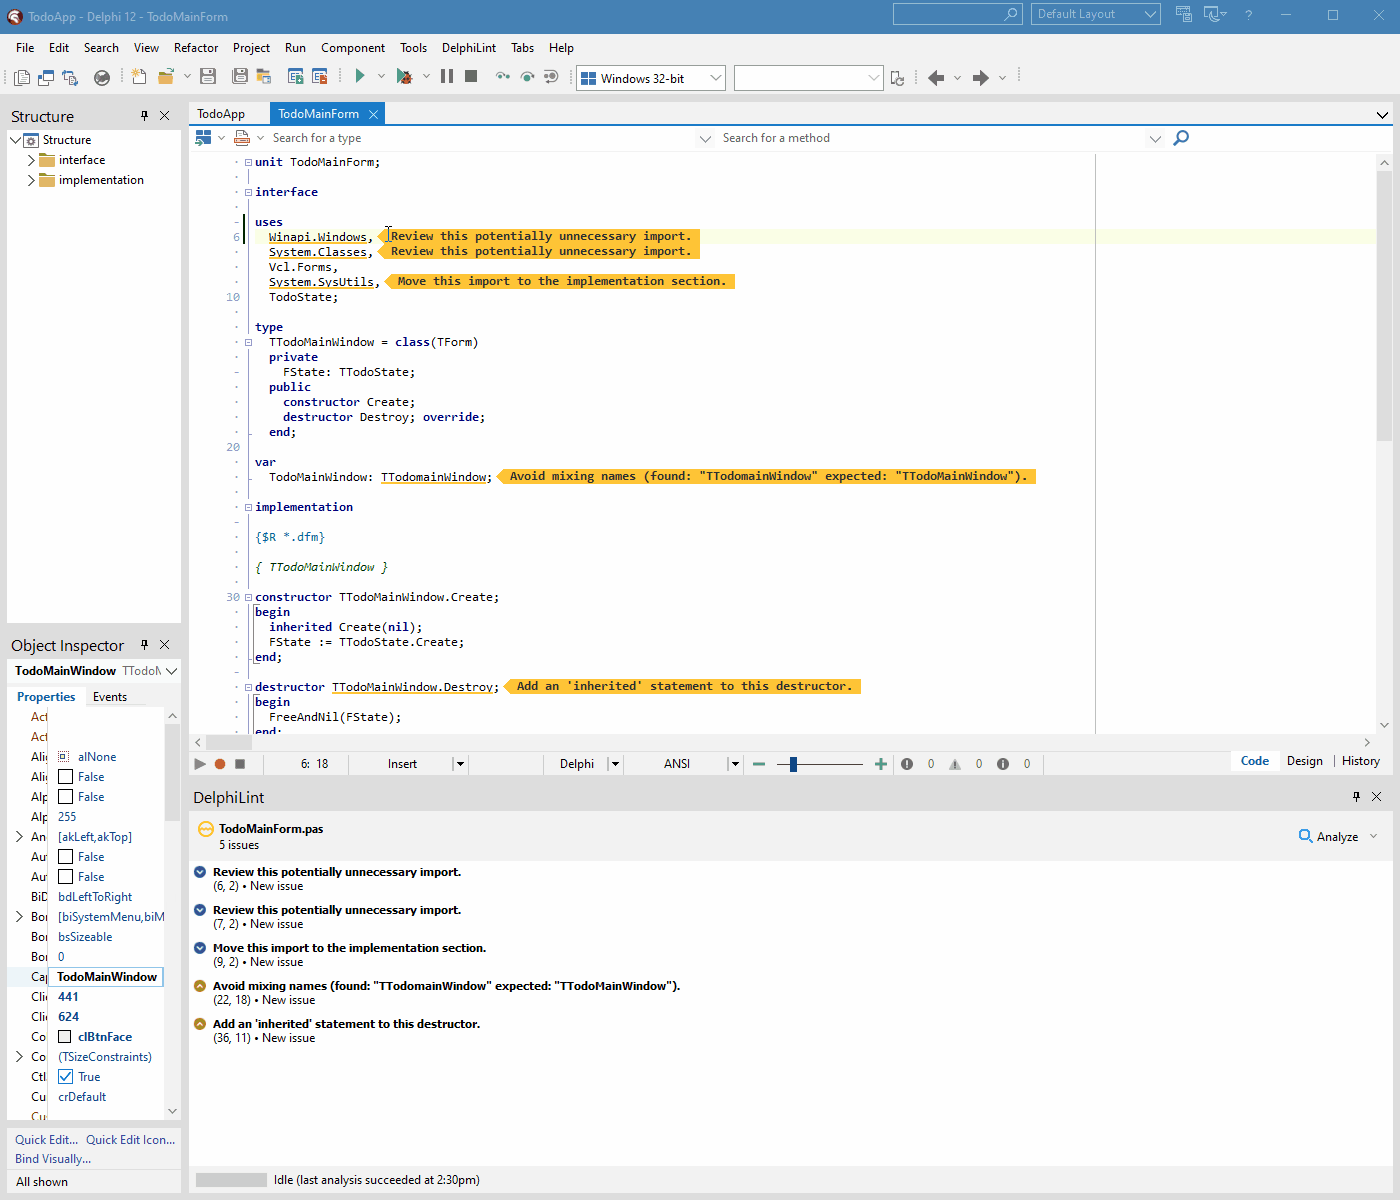 TodoApp - Delphi 12 - TodoMainForm
Default Layout
?
File Edit Search View Refactor Project Run Component Tools DelphiLint Tabs Help
Windows 32-bit
Structure
Structure
interface
implementation
TodoApp TodoMainForm
Search for a type Search for a method
unit TodoMainForm;
interface
uses
6 Winapi.Windows, Review this potentially unnecessary import.
System.Classes, Review this potentially unnecessary import.
Vcl.Forms,
System.SysUtils, Move this import to the implementation section.
10 TodoState;
type
TTodoMainWindow = class(TForm)
private
FState: TTodoState;
public
constructor Create;
destructor Destroy; override;
end;
20
var
TodoMainWindow: TTodomainWindow; Avoid mixing names (found: "TTodomainWindow" expected: "TTodoMainWindow").
implementation
{$R *.dfm}
{ TTodoMainWindow }
30 constructor TTodoMainWindow.Create;
begin
inherited Create(nil);
FState := TTodoState.Create;
end;
destructor TTodoMainWindow.Destroy; Add an 'inherited' statement to this destructor.
begin
FreeAndNil(FState);
end;
6: 18 Insert Delphi ANSI 0 0 0 Code Design History
Object Inspector
TodoMainWindow TTodoM
Properties Events
Act
Act
Alig alNone
Alig False
Alp False
Alp 255
An [akLeft,akTop]
Aut False
Aut False
BiD bdLeftToRight
Bor [biSystemMenu,biM
Bor bsSizeable
Bor 0
Cap TodoMainWindow
Clie 441
Clie 624
Co clBtnFace
Co (TSizeConstraints)
Ctl True
Cu crDefault
Cus
Quick Edit... Quick Edit Icon...
Bind Visually...
All shown
DelphiLint
TodoMainForm.pas
5 issues
Analyze
Review this potentially unnecessary import.
(6, 2) • New issue
Review this potentially unnecessary import.
(7, 2) • New issue
Move this import to the implementation section.
(9, 2) • New issue
Avoid mixing names (found: "TTodomainWindow" expected: "TTodoMainWindow").
(22, 18) • New issue
Add an 'inherited' statement to this destructor.
(36, 11) • New issue
Idle (last analysis succeeded at 2:30pm)